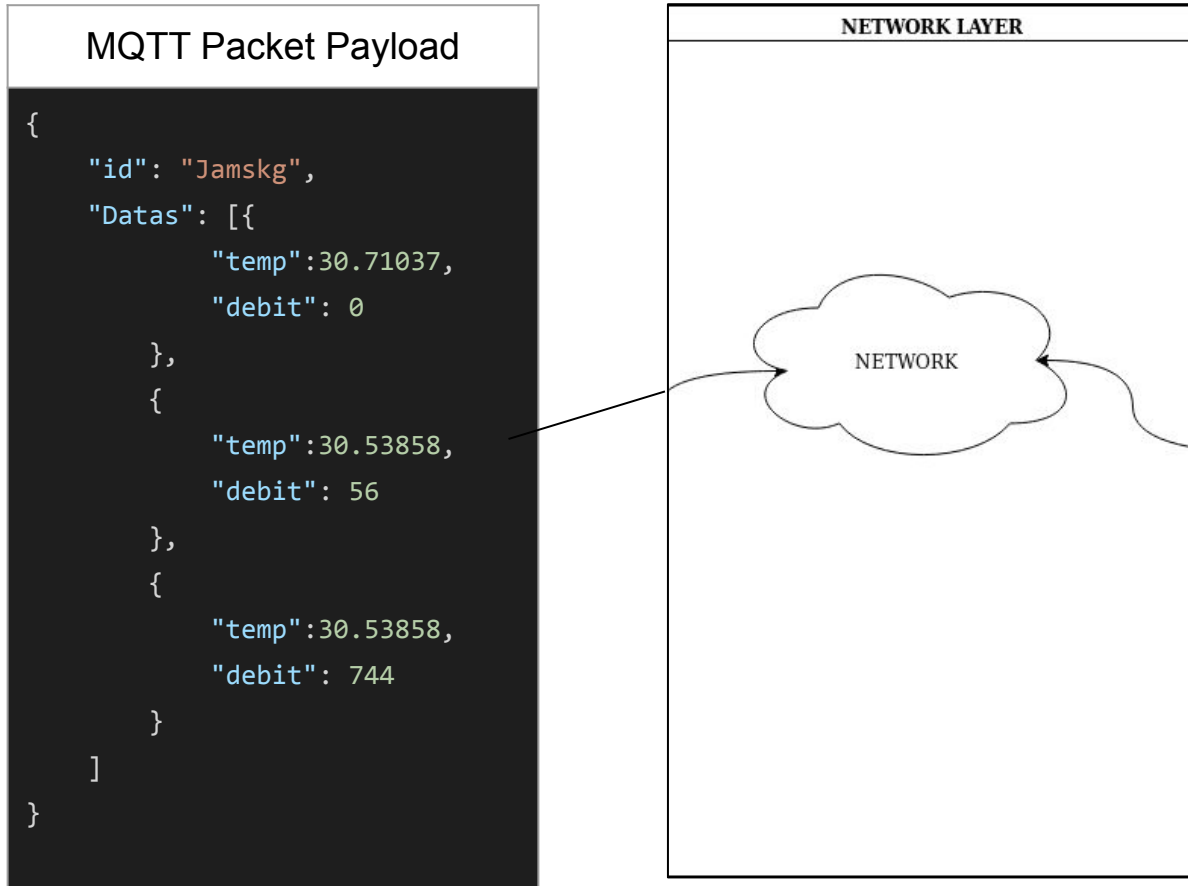 MQTT Packet Payload
{
    "id": "Jamskg",
    "Datas": [{
            "temp":30.71037,
            "debit": 0
        },
        {
            "temp":30.53858,
            "debit": 56
        },
        {
            "temp":30.53858,
            "debit": 744
        }
    ]
}
NETWORK LAYER
NETWORK